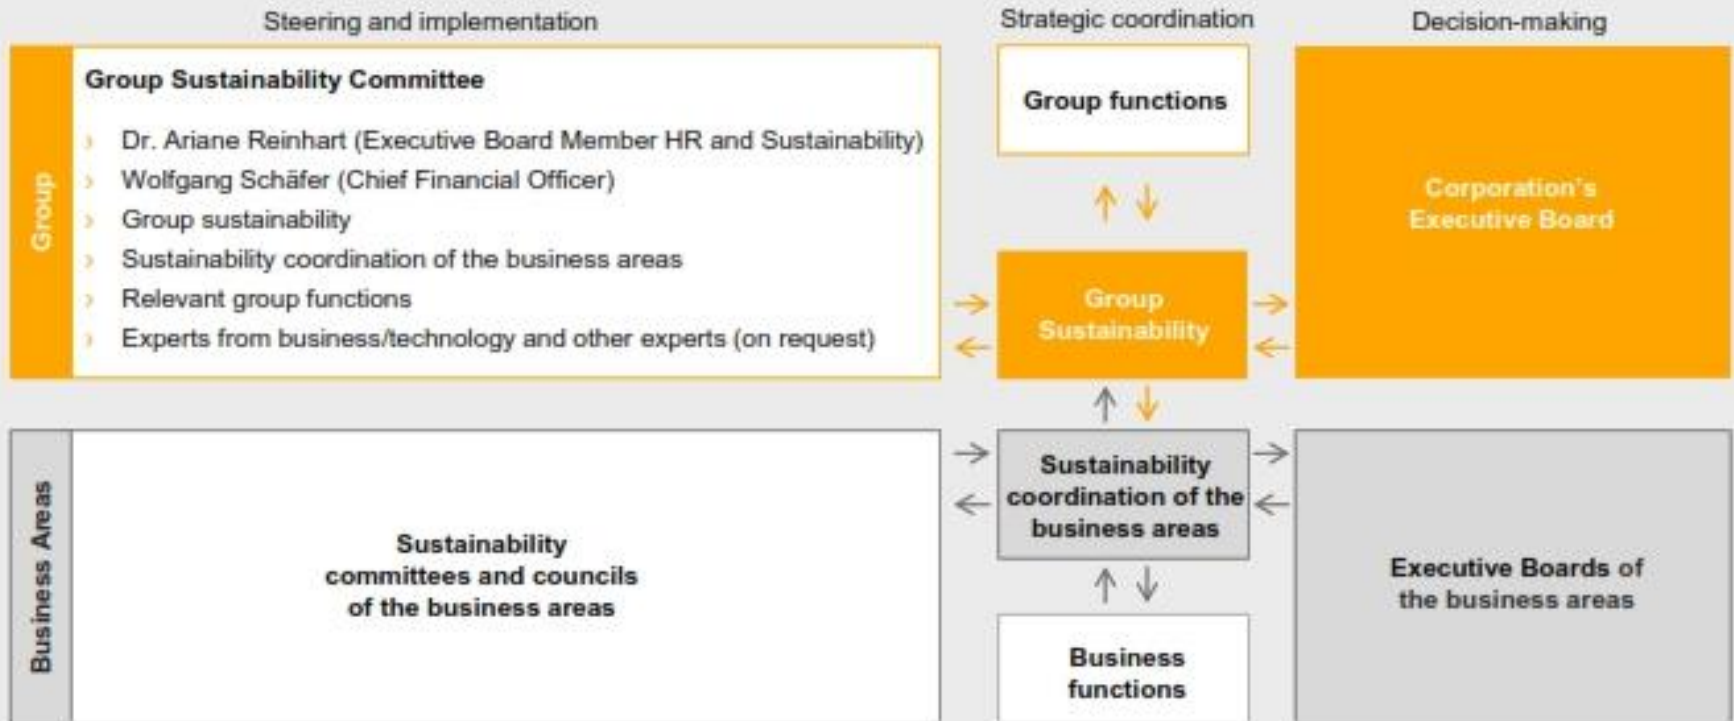 Steering and implementation
Strategic coordination
Decision-making
Group
Group Sustainability Committee
› Dr. Ariane Reinhart (Executive Board Member HR and Sustainability)
› Wolfgang Schäfer (Chief Financial Officer)
› Group sustainability
› Sustainability coordination of the business areas
› Relevant group functions
› Experts from business/technology and other experts (on request)
Group functions
Group
Sustainability
Corporation's
Executive Board
Business Areas
Sustainability
committees and councils
of the business areas
Sustainability
coordination of the
business areas
Business
functions
Executive Boards of
the business areas